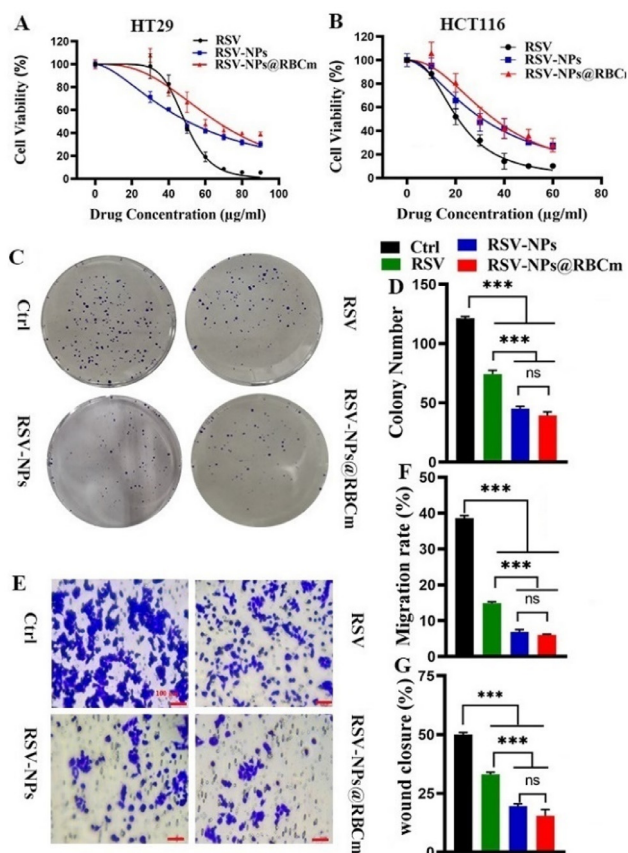 A
HT29
RSV
RSV-NPs
RSV-NPs@RBCm
Cell Viability (%)
120
100
80
60
40
20
0
0
20
40
60
80
100
Drug Concentration (µg/ml)
B
HCT116
RSV
RSV-NPs
RSV-NPs@RBC
Cell Viability (%)
120
100
80
60
40
20
0
0
20
40
60
80
Drug Concentration (µg/ml)
Ctrl
RSV-NPs
RSV
RSV-NPs@RBCm
C
Ctrl
RSV
RSV-NPs
RSV-NPs@RBCm
D
Colony Number
150
100
50
0
***
***
ns
E
Ctrl
100
RSV
RSV-NPs
RSV-NPs@RBCm
F
Migration rate (%)
40
30
20
10
0
***
***
ns
G
wound closure (%)
75
50
25
0
***
***
ns